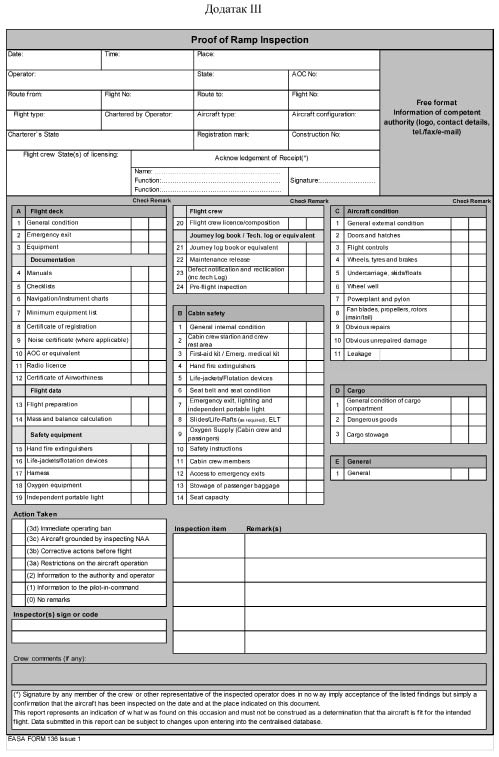 Додатак III
Proof of Ramp Inspection
Date: Time: Place:
Operator: State: AOC No:
Route from: Flight No: Route to: Flight No:
Flight type: Chartered by Operator: Aircraft type: Aircraft configuration:
Charterer`s State Registration mark: Construction No:
Free format
Information of competent
authority (logo, contact details,
tel./fax/e-mail)
Flight crew State(s) of licensing:
Acknow ledgement of Receipt(*)
Name:
Function: Signature:
Function
Check Remark
A Flight deck
1 General condition
2 Emergency exit
3 Equipment
Documentation
4 Manuals
5 Checklists
6 Navigation/instrument charts
7 Minimum equipment list
8 Certificate of registration
9 Noise certificate (where applicable)
10 AOC or equivalent
11 Radio licence
12 Certificate of Airworthiness
Flight data
13 Flight preparation
14 Mass and balance calculation
Safety equipment
15 Hand fire extinguishers
16 Life-jackets/flotation devices
17 Harness
18 Oxygen equipment
19 Independent portable light
Check Remark
Flight crew
20 Flight crew licence/composition
Journey log book / Tech. log or equivalent
21 Journey log book or equivalent
22 Maintenance release
23 Defect notification and rectification
(inc.tech Log)
24 Pre-flight inspection
B Cabin safety
1 General internal condition
2 Cabin crew station and crew
rest area
3 First-aid kit / Emerg. medical kit
4 Hand fire extinguishers
5 Life-jackets/Flotation devices
6 Seat belt and seat condition
7 Emergency exit, lighting and
independent portable light
8 Slides/Life-Rafts (as required), ELT
9 Oxygen Supply (Cabin crew and
passengers)
10 Safety instructions
11 Cabin crew members
12 Access to emergency exits
13 Stowage of passenger baggage
14 Seat capacity
Check Remark
C Aircraft condition
1 General external condition
2 Doors and hatches
3 Flight controls
4 Wheels, tyres and brakes
5 Undercarriage, skids/floats
6 Wheel well
7 Powerplant and pylon
8 Fan blades, propellers, rotors
(main/tail)
9 Obvious repairs
10 Obvious unrepaired damage
11 Leakage
D Cargo
1 General condition of cargo
compartment
2 Dangerous goods
3 Cargo stowage
E General
1 General
Action Taken
(3d) Immediate operating ban
(3c) Aircraft grounded by inspecting NAA
(3b) Corrective actions before flight
(3a) Restrictions on the aircraft operation
(2) Information to the authority and operator
(1) Information to the pilot-in-command
(0) No remarks
Inspection item Remark(s)
Inspector(s) sign or code
Crew comments (if any):
(*) Signature by any member of the crew or other representative of the inspected operator does in no w ay imply acceptance of the listed findings but simply a
confirmation that the aircraft has been inspected on the date and at the place indicated on this document.
This report represents an indication of w hat w as found on this occasion and must not be construed as a determination that tha aircraft is fit for the intended
flight. Data submitted in this report can be subject to changes upon entering into the centralised database.
EASA FORM 136 Issue 1